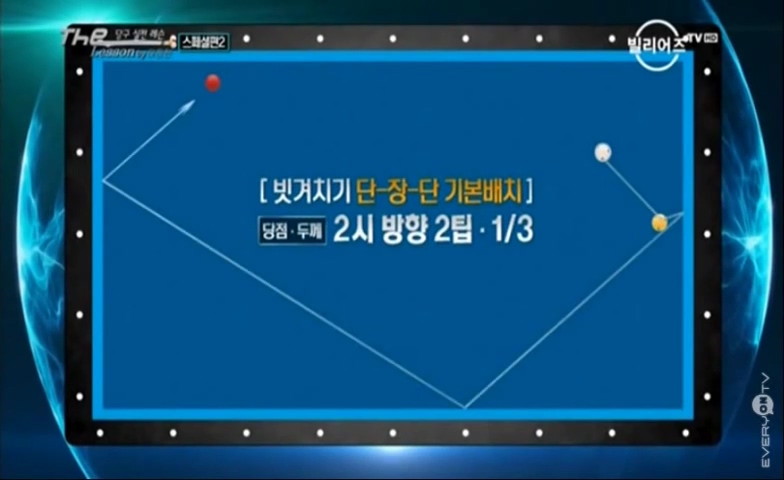 The 당구 실전 레슨
Lesson by
스페셜편2
빌리어즈TV HD
[ 빗겨치기 단-장-단 기본배치 ]
당점·두께 2시 방향 2팁·1/3
EVERYON TV